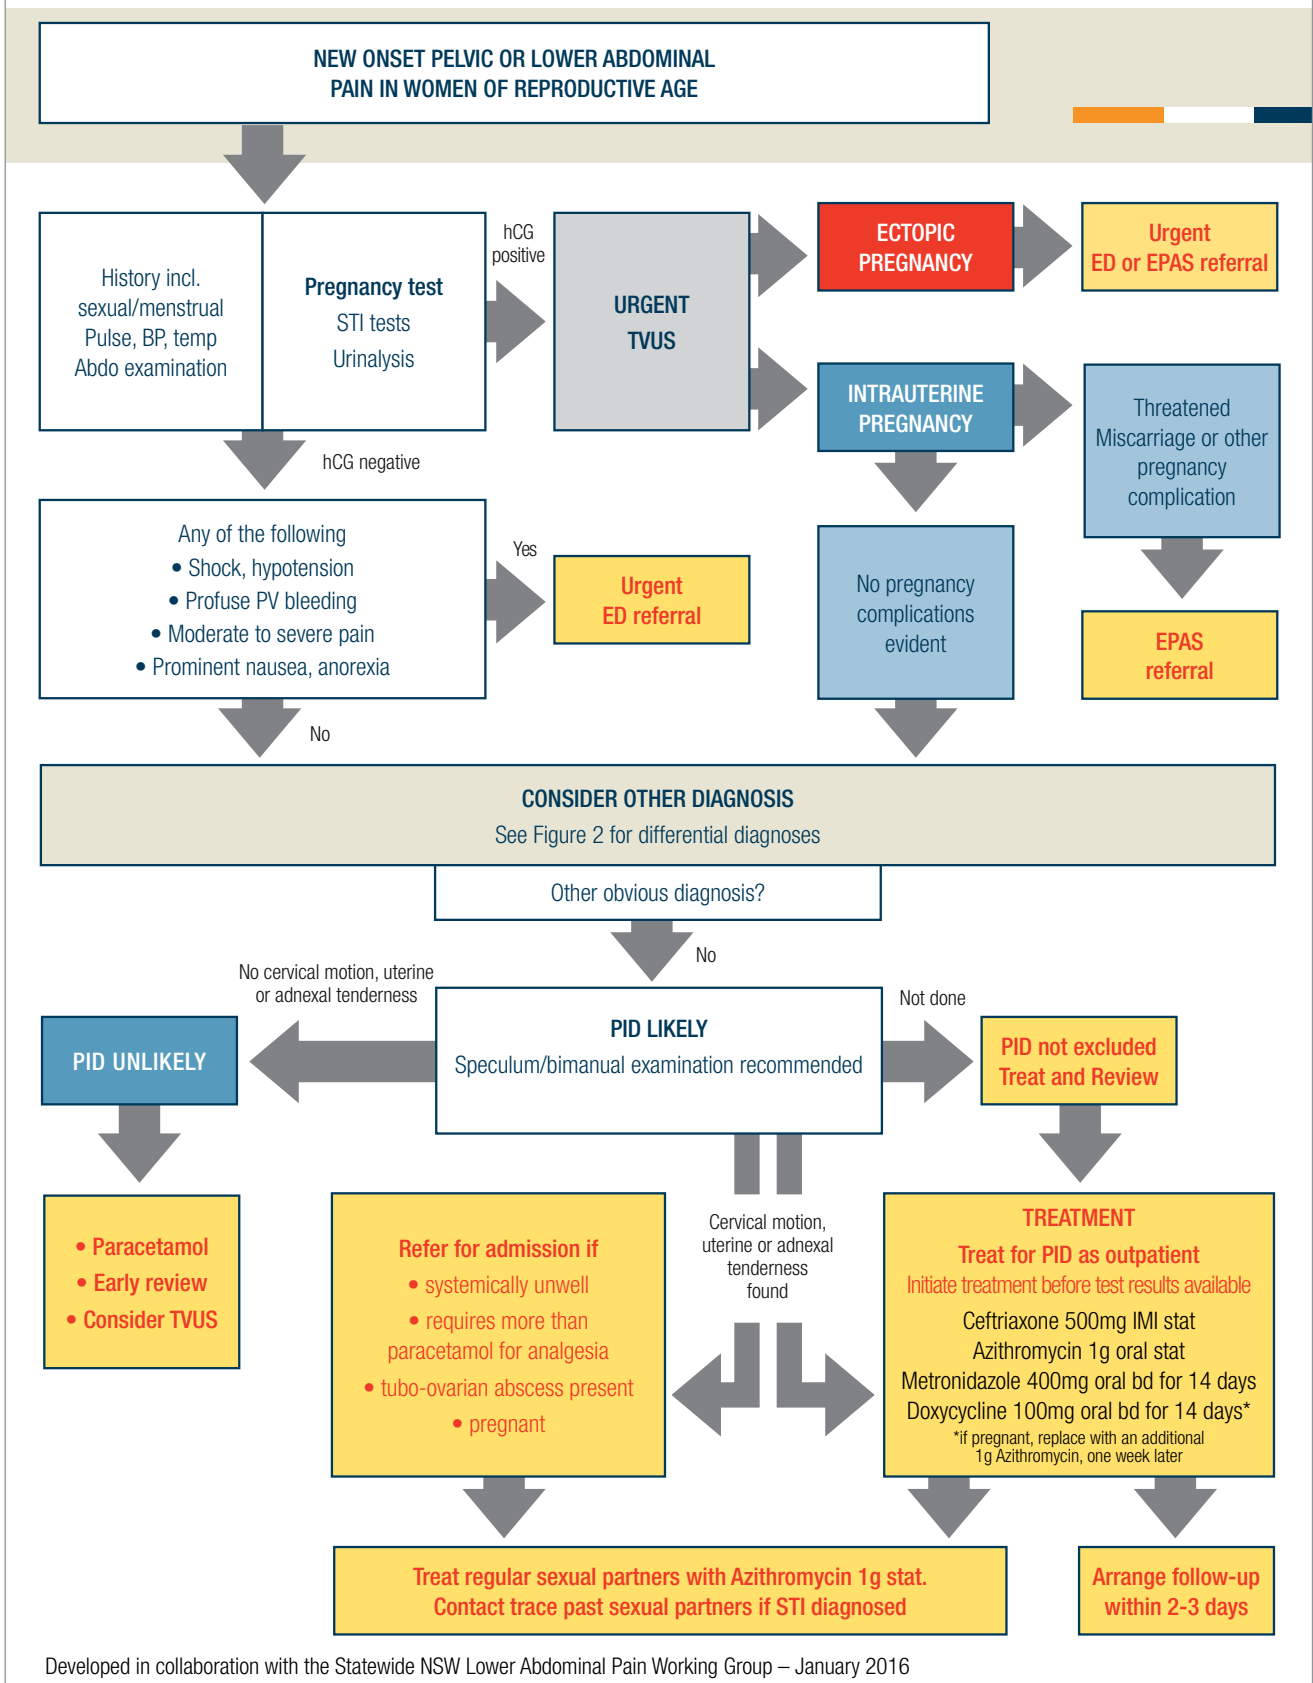 NEW ONSET PELVIC OR LOWER ABDOMINAL
PAIN IN WOMEN OF REPRODUCTIVE AGE
History incl.
sexual/menstrual
Pulse, BP, temp
Abdo examination
Pregnancy test
STI tests
Urinalysis
hCG
positive
URGENT
TVUS
ECTOPIC
PREGNANCY
Urgent
ED or EPAS referral
INTRAUTERINE
PREGNANCY
Threatened
Miscarriage or other
pregnancy
complication
hCG negative
Any of the following
• Shock, hypotension
• Profuse PV bleeding
• Moderate to severe pain
• Prominent nausea, anorexia
Yes
Urgent
ED referral
No pregnancy
complications
evident
EPAS
referral
No
CONSIDER OTHER DIAGNOSIS
See Figure 2 for differential diagnoses
Other obvious diagnosis?
No
No cervical motion, uterine
or adnexal tenderness
PID LIKELY
Speculum/bimanual examination recommended
Not done
PID UNLIKELY
PID not excluded
Treat and Review
• Paracetamol
• Early review
• Consider TVUS
Refer for admission if
• systemically unwell
• requires more than
paracetamol for analgesia
• tubo-ovarian abscess present
• pregnant
Cervical motion,
uterine or adnexal
tenderness
found
TREATMENT
Treat for PID as outpatient
Initiate treatment before test results available
Ceftriaxone 500mg IMI stat
Azithromycin 1g oral stat
Metronidazole 400mg oral bd for 14 days
Doxycycline 100mg oral bd for 14 days*
*if pregnant, replace with an additional
1g Azithromycin, one week later
Treat regular sexual partners with Azithromycin 1g stat.
Contact trace past sexual partners if STI diagnosed
Arrange follow-up
within 2-3 days
Developed in collaboration with the Statewide NSW Lower Abdominal Pain Working Group – January 2016